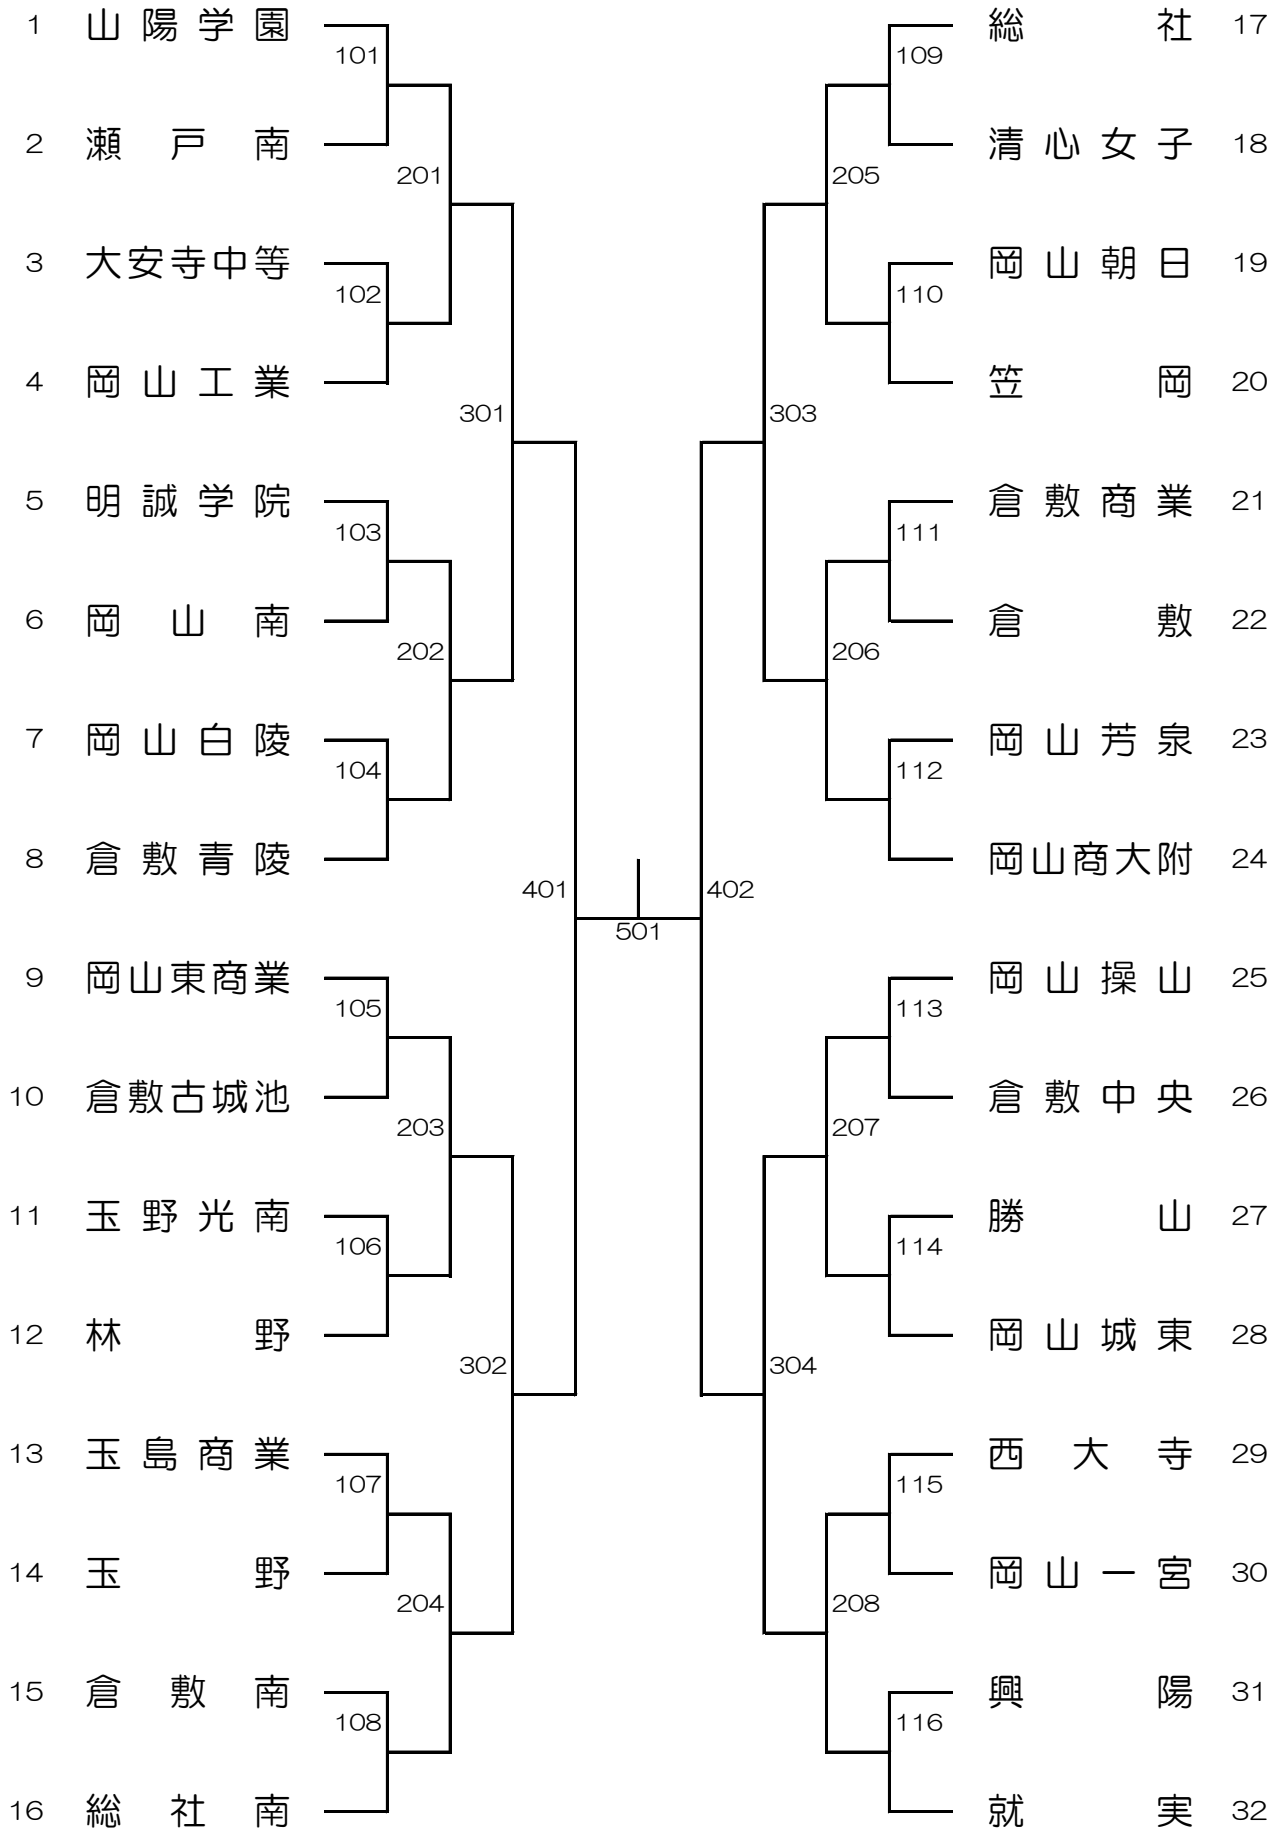 1 山陽学園
101
2 瀬戸南
201
3 大安寺中等
102
4 岡山工業
301
5 明誠学院
103
6 岡山南
202
7 岡山白陵
104
8 倉敷青陵
401
9 岡山東商業
105
10 倉敷古城池
203
11 玉野光南
106
12 林野
302
13 玉島商業
107
14 玉野
204
15 倉敷南
108
16 総社南
501
総社 17
109
清心女子 18
205
岡山朝日 19
110
笠岡 20
303
倉敷商業 21
111
倉敷 22
206
岡山芳泉 23
112
岡山商大附 24
402
岡山操山 25
113
倉敷中央 26
207
勝山 27
114
岡山城東 28
304
西大寺 29
115
岡山一宮 30
208
興陽 31
116
就実 32